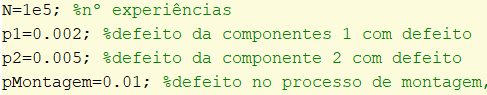 N=1e5; %nº experiências
p1=0.002; %defeito da componentes 1 com defeito
p2=0.005; %defeito da componente 2 com defeito
pMontagem=0.01; %defeito no processo de montagem,